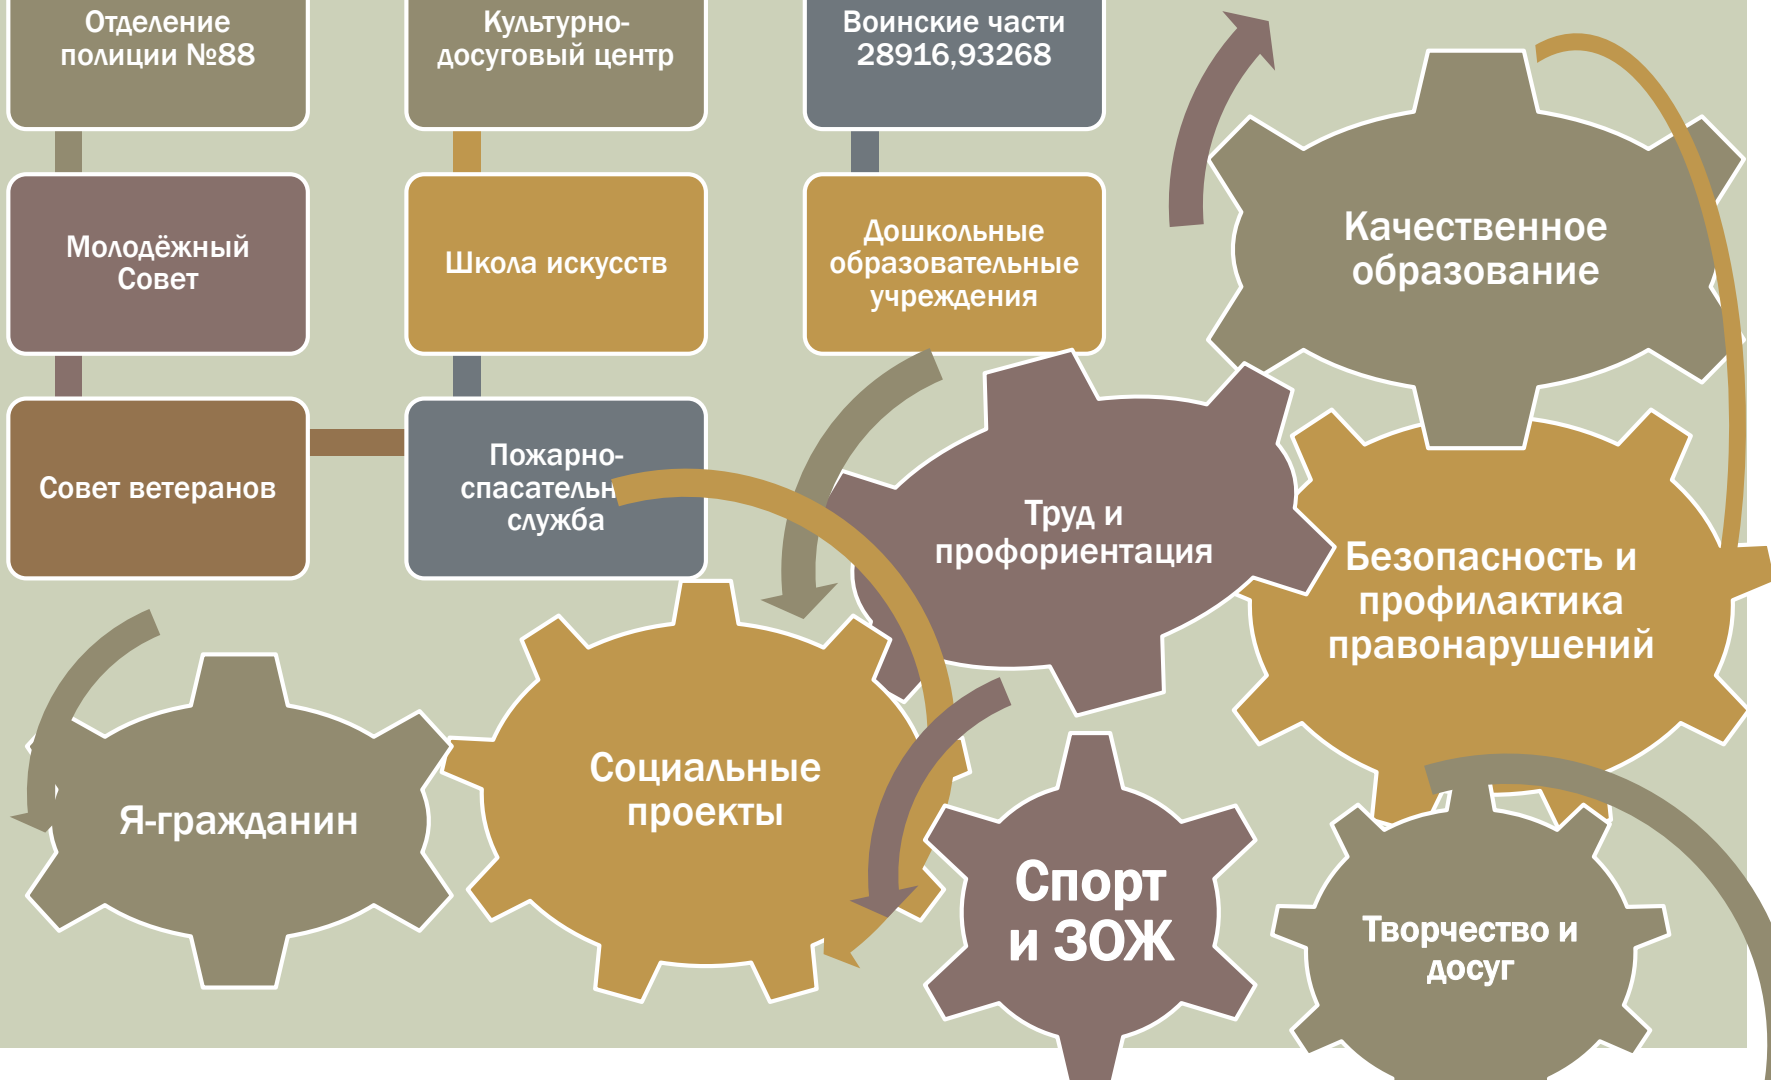 Отделение
полиции №88
Культурно-
досуговый центр
Воинские части
28916,93268
Молодёжный
Совет
Школа искусств
Дошкольные
образовательные
учреждения
Совет ветеранов
Пожарно-
служба
Качественное
образование
Труд и
профориентация
Безопасность и
профилактика
правонарушений
Я-гражданин
Социальные
проекты
Спорт
и ЗОЖ
Творчество и
досуг